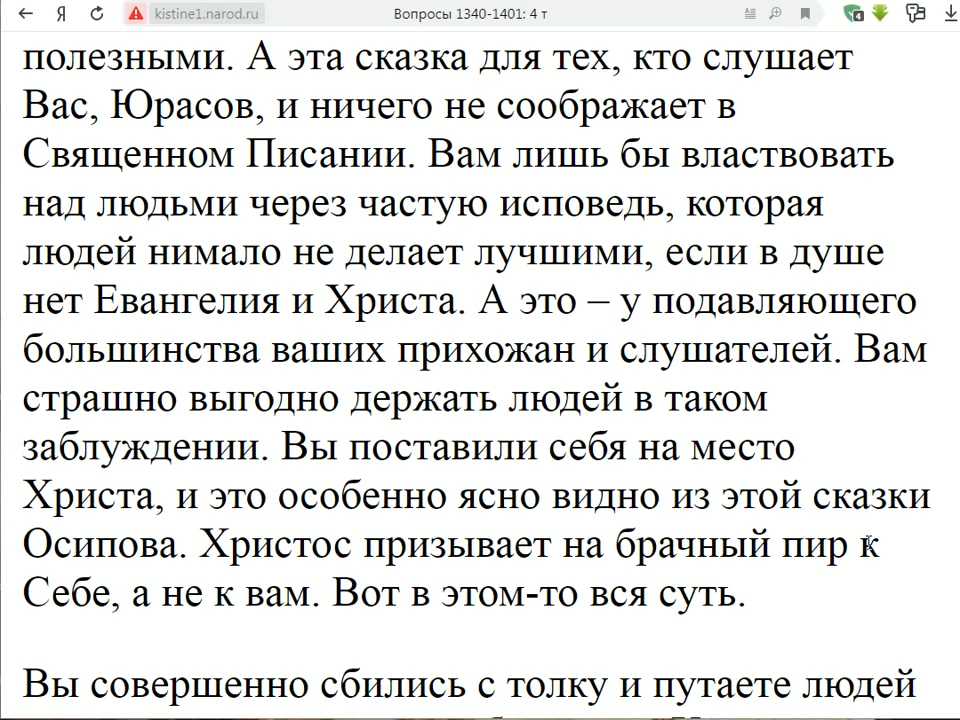 Я kistine1.narod.ru Вопросы 1340-1401: 4 т 4
полезными. А эта сказка для тех, кто слушает
Вас, Юрасов, и ничего не соображает в
Священном Писании. Вам лишь бы властвовать
над людьми через частую исповедь, которая
людей нимало не делает лучшими, если в душе
нет Евангелия и Христа. А это – у подавляющего
большинства ваших прихожан и слушателей. Вам
страшно выгодно держать людей в таком
заблуждении. Вы поставили себя на место
Христа, и это особенно ясно видно из этой сказки
Осипова. Христос призывает на брачный пир к
Себе, а не к вам. Вот в этом-то вся суть.
Вы совершенно сбились с толку и путаете людей